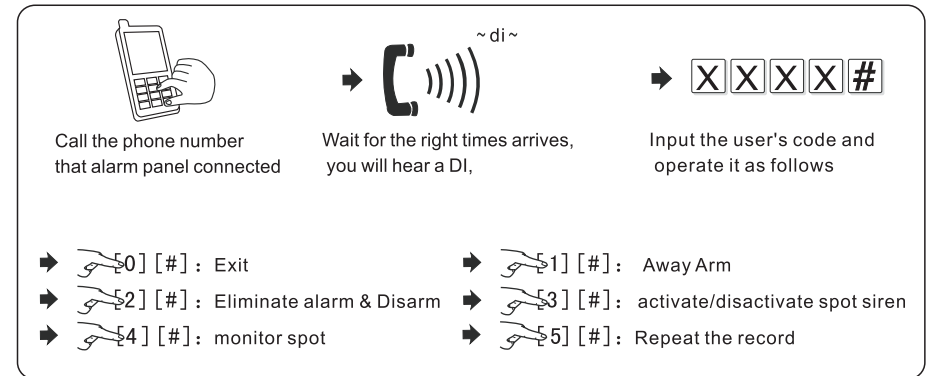 ~di~
X X X X #
Call the phone number
that alarm panel connected
Wait for the right times arrives,
you will hear a DI,
Input the user's code and
operate it as follows
[0] [#]: Exit
[1] [#]: Away Arm
[2] [#]: Eliminate alarm & Disarm
[3] [#]: activate/disactivate spot siren
[4] [#]: monitor spot
[5] [#]: Repeat the record